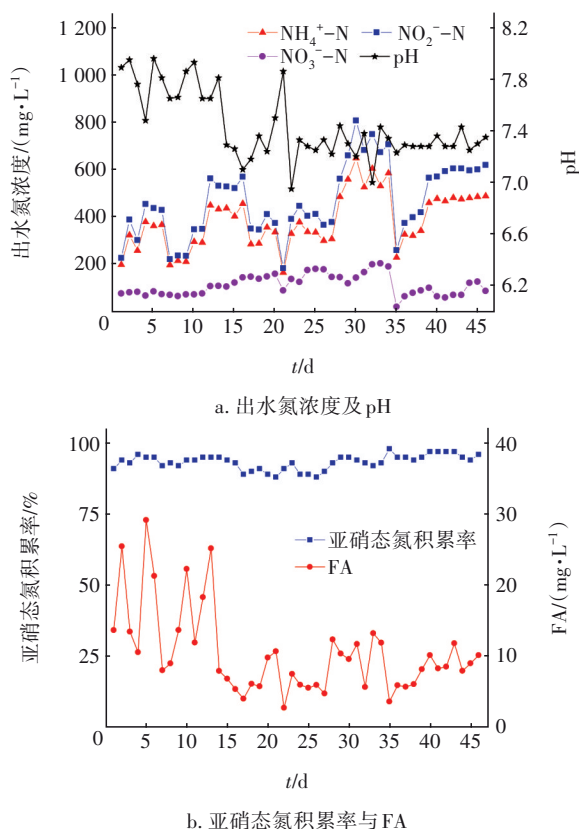 NH₄⁺-N NO₂⁻-N
NO₃⁻-N pH
1 200
1 000
800
600
400
200
0
出水氮浓度/(mg•L⁻¹)
8.2
7.8
7.4
7.0
6.6
6.2
pH
0 5 10 15 20 25 30 35 40 45
t/d
a. 出水氮浓度及pH
100
75
50
25
0
亚硝态氮积累率/%
亚硝态氮积累率
FA
40
30
20
10
0
FA/(mg•L⁻¹)
5 10 15 20 25 30 35 40 45
t/d
b. 亚硝态氮积累率与FA